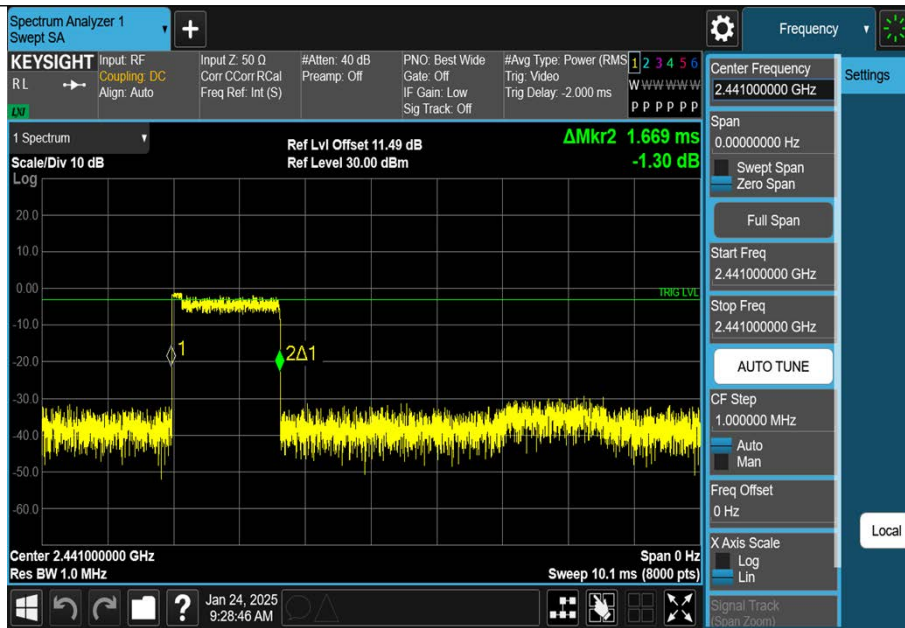 Spectrum Analyzer 1
Swept SA
Frequency
KEYSIGHT
R L
LXI
Input: RF
Coupling: DC
Align: Auto
Input Z: 50 Ω
Corr CCorr RCal
Freq Ref: Int (S)
#Atten: 40 dB
Preamp: Off
PNO: Best Wide
Gate: Off
IF Gain: Low
Sig Track: Off
#Avg Type: Power (RMS
Trig: Video
Trig Delay: -2.000 ms
1 2 3 4 5 6
W W W W W W
P P P P P P
1 Spectrum
Scale/Div 10 dB
Log
Ref Lvl Offset 11.49 dB
Ref Level 30.00 dBm
ΔMkr2 1.669 ms
-1.30 dB
20.0
10.0
0.00
TRIG LVL
-10.0
1
2Δ1
-20.0
-30.0
-40.0
-50.0
-60.0
Center 2.441000000 GHz
Res BW 1.0 MHz
Span 0 Hz
Sweep 10.1 ms (8000 pts)
?
Jan 24, 2025
9:28:46 AM
Center Frequency
2.441000000 GHz
Span
0.00000000 Hz
Swept Span
Zero Span
Full Span
Start Freq
2.441000000 GHz
Stop Freq
2.441000000 GHz
AUTO TUNE
CF Step
1.000000 MHz
Auto
Man
Freq Offset
0 Hz
X Axis Scale
Log
Lin
Signal Track
(Span Zoom)
Settings
Local